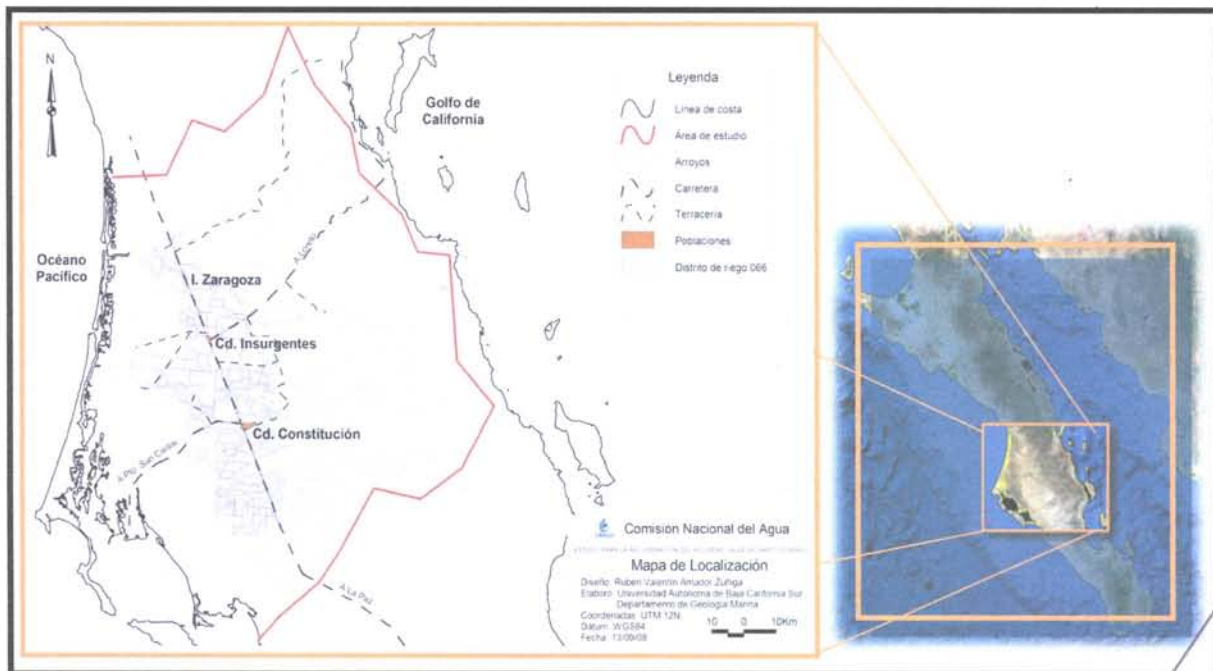 N
Océano
Pacífico
Golfo de
California
I. Zaragoza
A Loreto
Cd. Insurgentes
Cd. Constitución
A Pto. San Carlos
A La Paz
Leyenda
Línea de costa
Área de estudio
Arroyos
Carretera
Terracería
Poblaciones
Distrito de riego 066
Comisión Nacional del Agua
Mapa de Localización
Diseño: Ruben Valentin Amador Zuñiga
Elaboró: Universidad Autónoma de Baja California Sur
Departamento de Geología Marina
Coordenadas: UTM 12N
Datum: WGS84
Fecha: 13/09/08
10 0 10Km